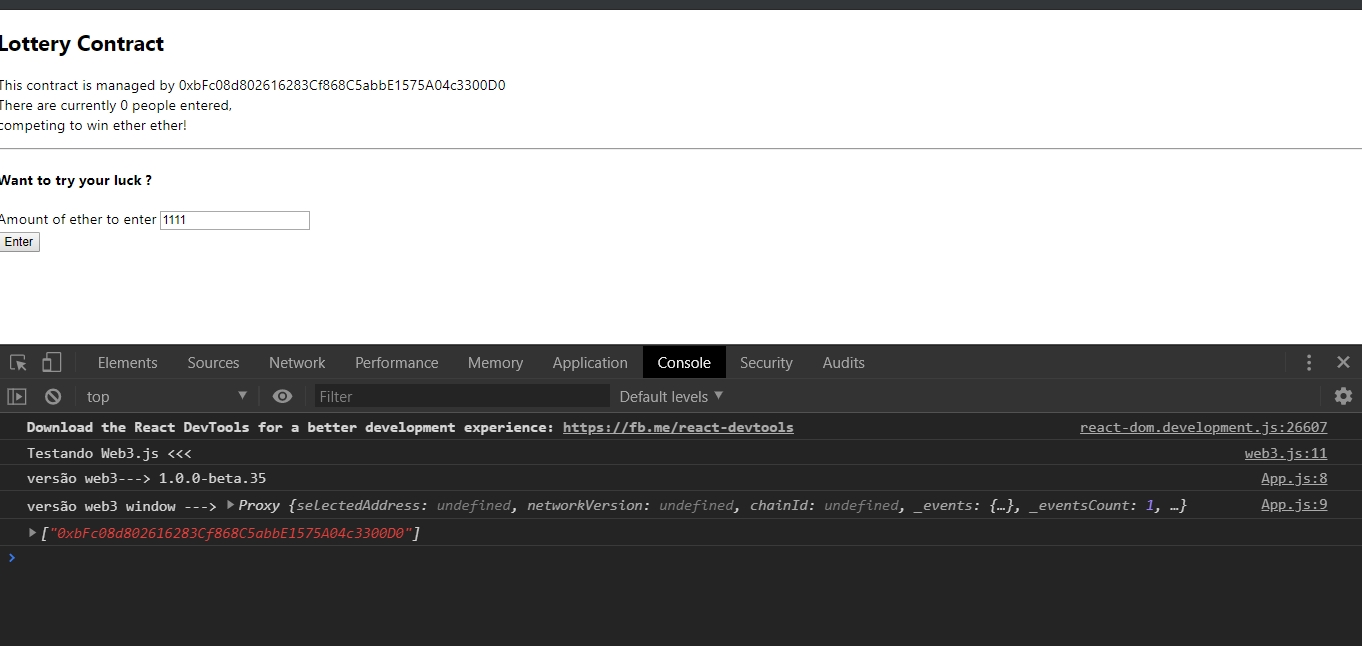 Lottery Contract
This contract is managed by 0xbFc08d802616283Cf868C5abbE1575A04c3300D0
There are currently 0 people entered,
competing to win ether ether!
Want to try your luck ?
Amount of ether to enter 1111
Enter
Elements Sources Network Performance Memory Application Console Security Audits
top Filter Default levels
Download the React DevTools for a better development experience: https://fb.me/react-devtools react-dom.development.js:26607
Testando Web3.js <<< web3.js:11
versão web3---> 1.0.0-beta.35 App.js:8
versão web3 window ---> Proxy {selectedAddress: undefined, networkVersion: undefined, chainId: undefined, _events: {…}, _eventsCount: 1, …} App.js:9
["0xbFc08d802616283Cf868C5abbE1575A04c3300D0"]